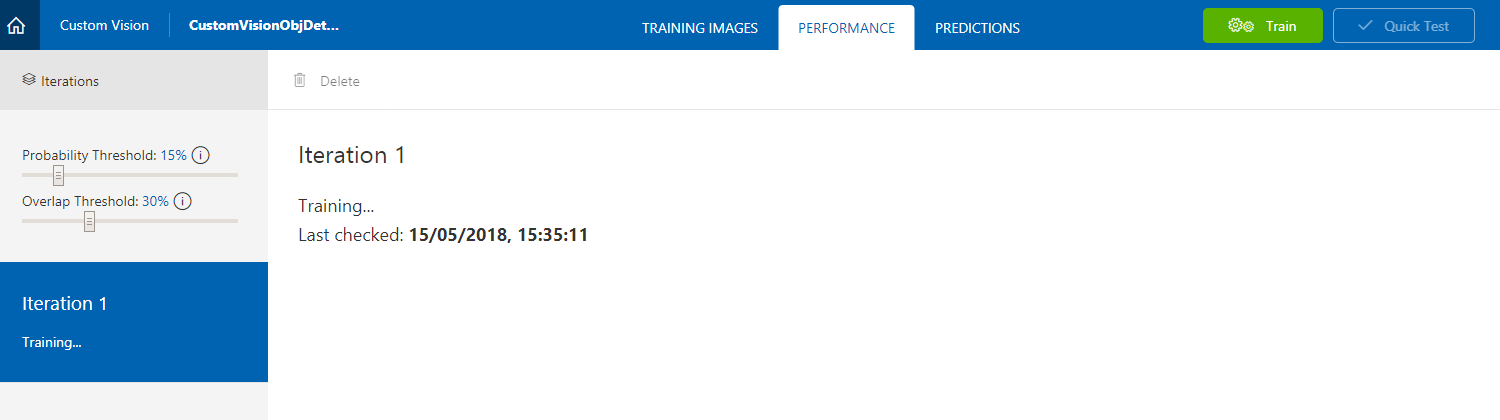 Custom Vision CustomVisionObjDet... TRAINING IMAGES PERFORMANCE PREDICTIONS Train Quick Test
Iterations
Delete
Probability Threshold: 15%
Overlap Threshold: 30%
Iteration 1
Training...
Iteration 1
Training...
Last checked: 15/05/2018, 15:35:11